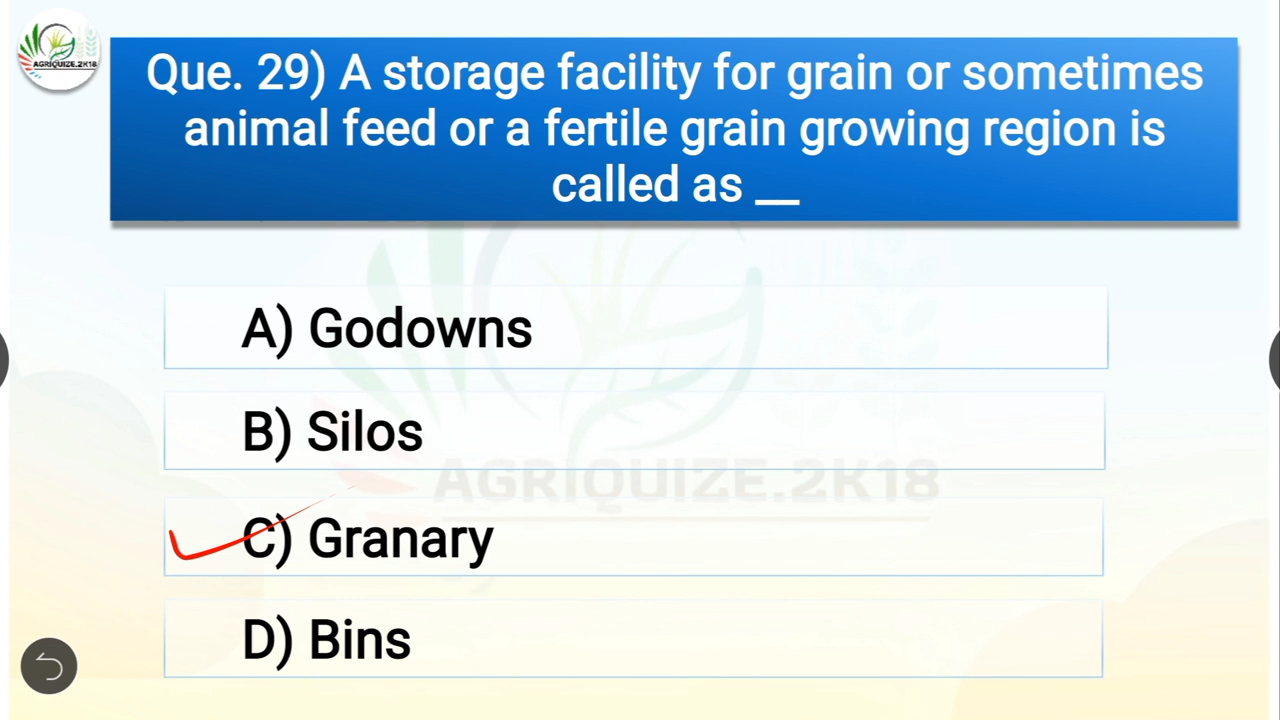 AGRIQUIZE.2K18
Que. 29) A storage facility for grain or sometimes
animal feed or a fertile grain growing region is
called as __
A) Godowns
B) Silos
AGRIQUIZE.2K18
C) Granary
D) Bins